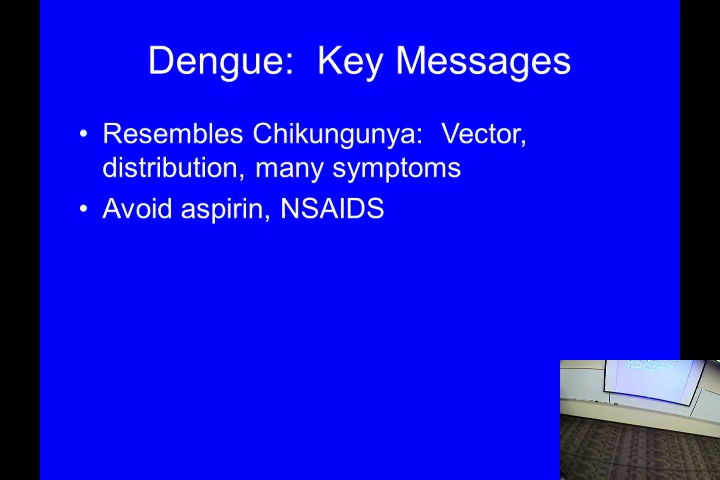 Dengue:  Key Messages
• Resembles Chikungunya:  Vector,
distribution, many symptoms
• Avoid aspirin, NSAIDS